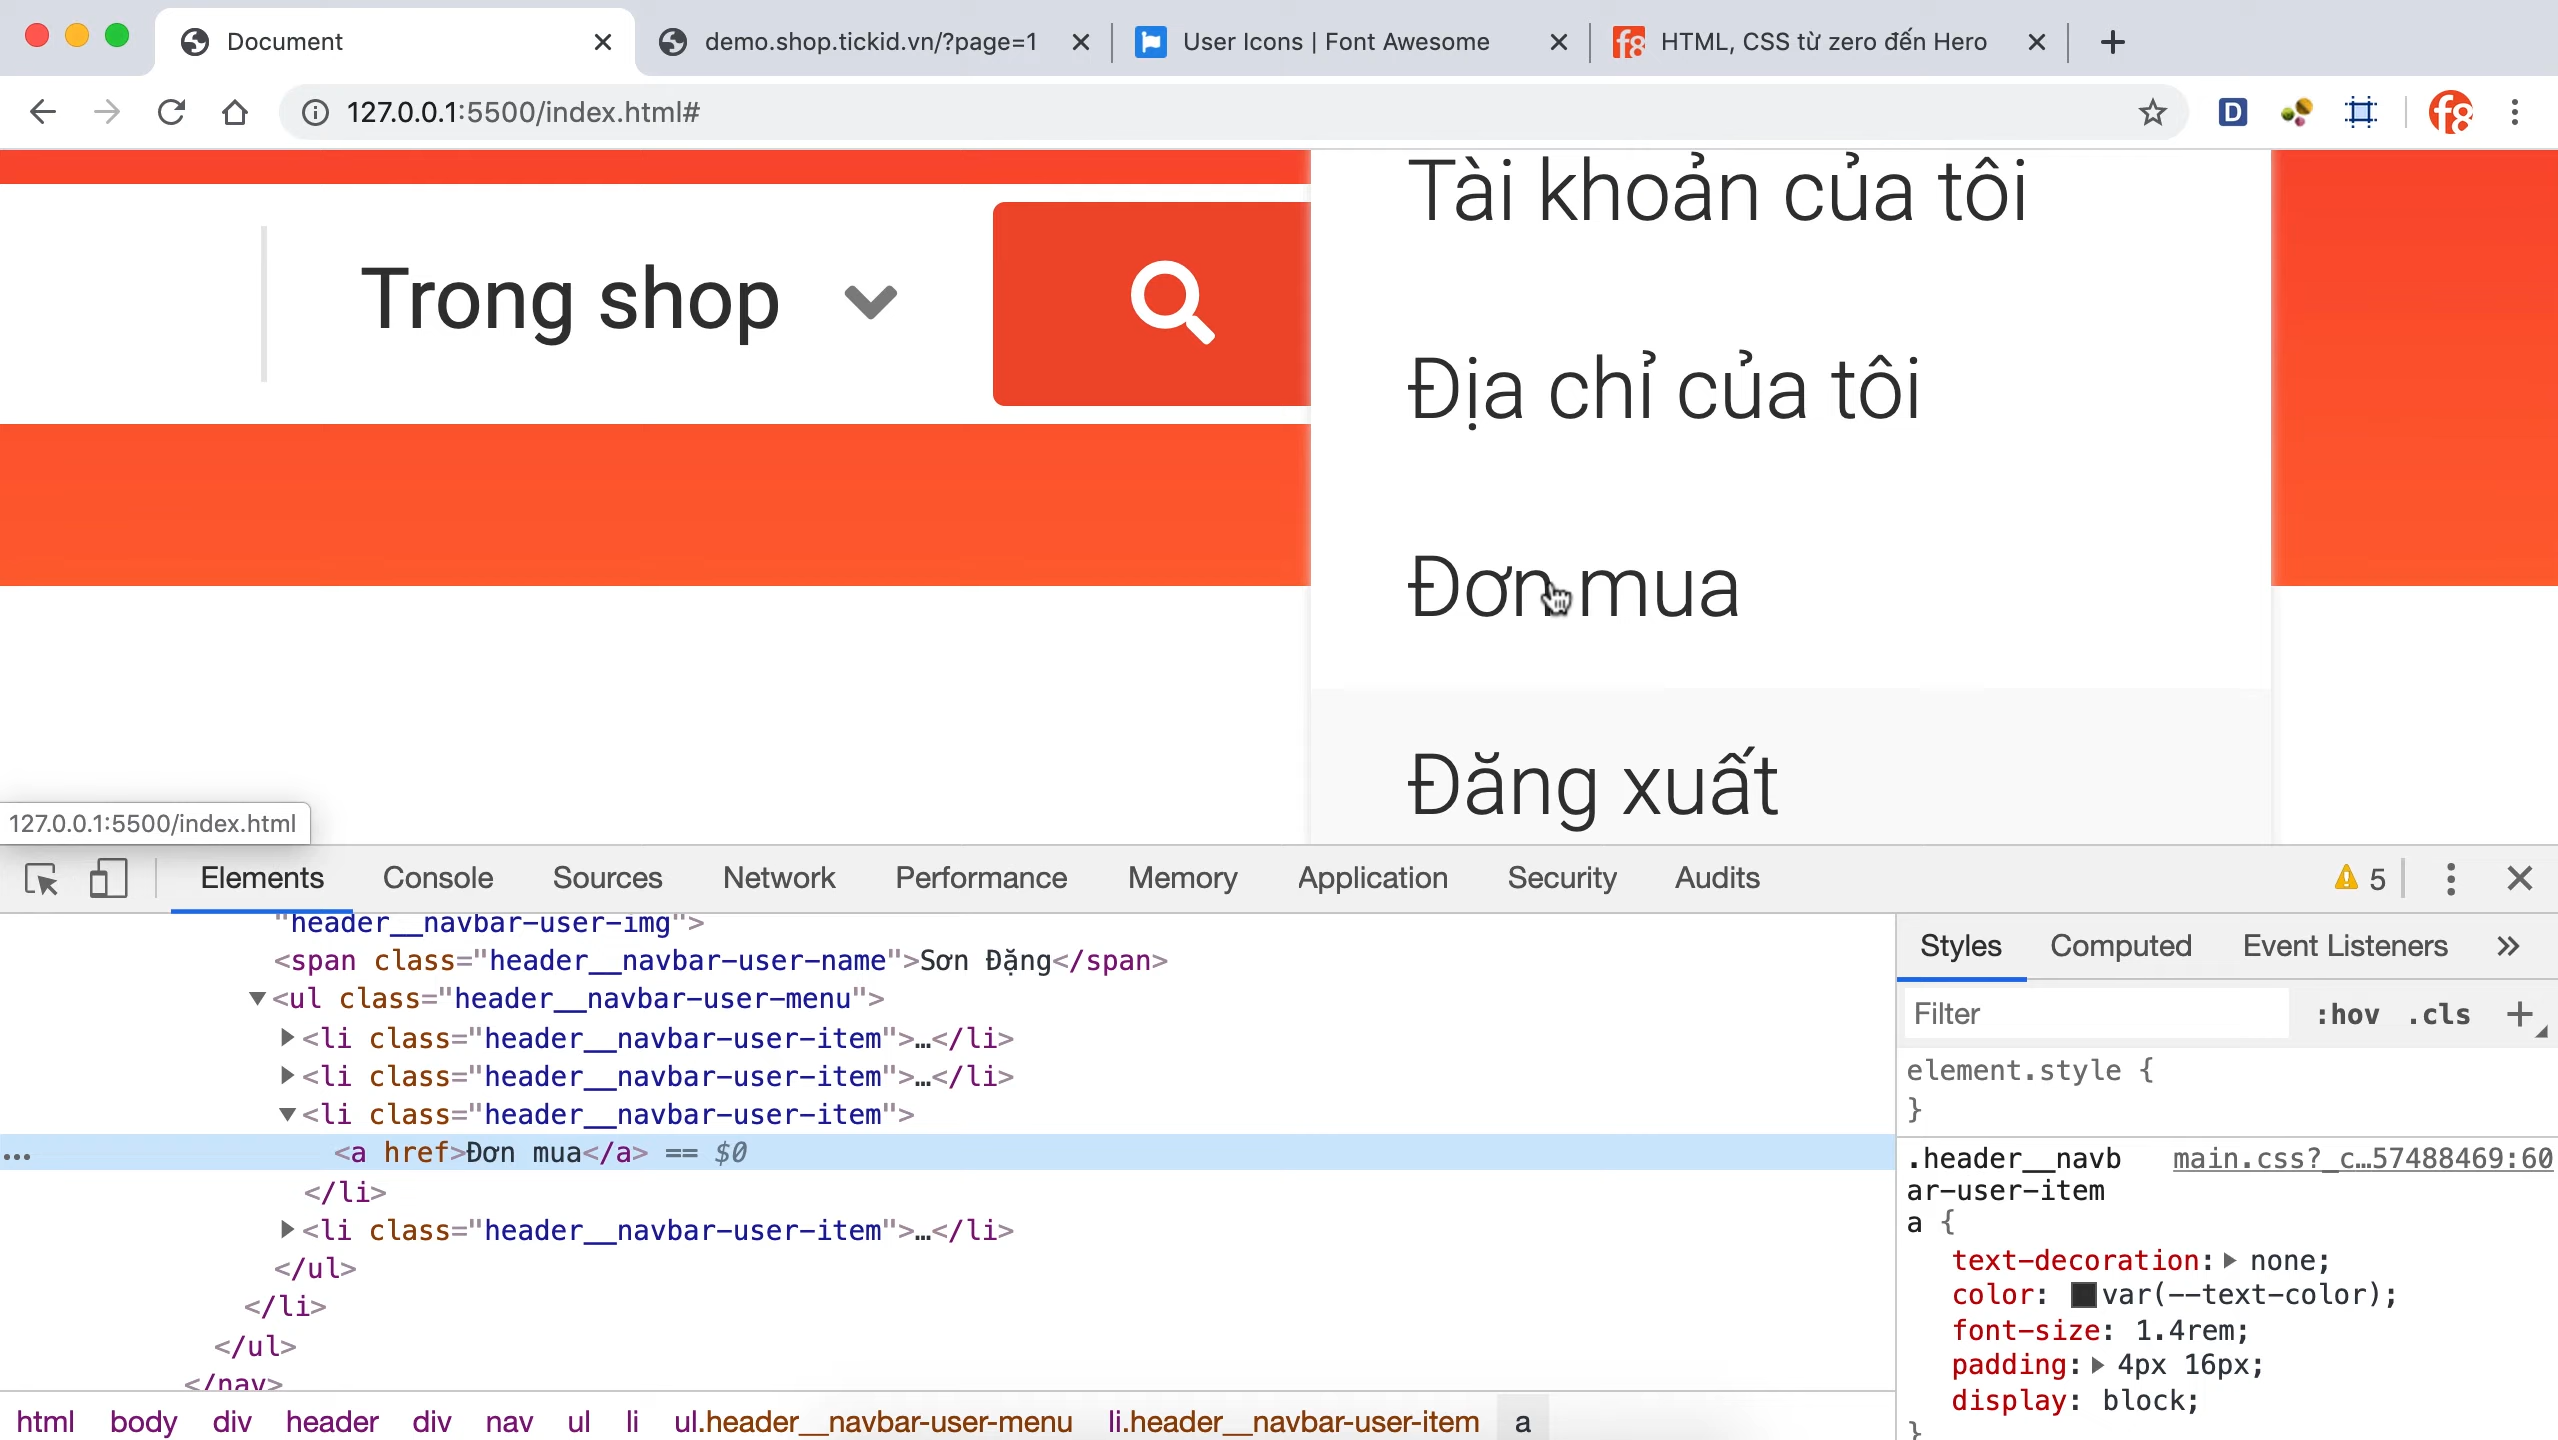 Document
demo.shop.tickid.vn/?page=1
User Icons | Font Awesome
f8 HTML, CSS từ zero đến Hero
127.0.0.1:5500/index.html#
D
f8
Trong shop
Tài khoản của tôi
Địa chỉ của tôi
Đơn mua
Đăng xuất
127.0.0.1:5500/index.html
Elements Console Sources Network Performance Memory Application Security Audits 5
"header__navbar-user-img">
<span class="header__navbar-user-name">Sơn Đặng</span>
▼<ul class="header__navbar-user-menu">
▶<li class="header__navbar-user-item">…</li>
▶<li class="header__navbar-user-item">…</li>
▼<li class="header__navbar-user-item">
… <a href>Đơn mua</a> == $0
</li>
▶<li class="header__navbar-user-item">…</li>
</ul>
</li>
</ul>
</nav>
html body div header div nav ul li ul.header__navbar-user-menu li.header__navbar-user-item a
Styles Computed Event Listeners »
Filter :hov .cls +
element.style {
}
.header__navb main.css?_c…57488469:60
ar-user-item
a {
text-decoration:▶ none;
color: var(--text-color);
font-size: 1.4rem;
padding:▶ 4px 16px;
display: block;
}